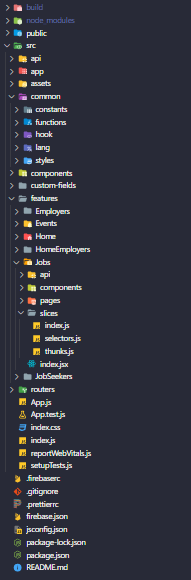 build
node_modules
public
src
api
app
assets
common
constants
functions
hook
lang
styles
components
custom-fields
features
Employers
Events
Home
HomeEmployers
Jobs
api
components
pages
slices
index.js
selectors.js
thunks.js
index.jsx
JobSeekers
routers
App.js
App.test.js
index.css
index.js
reportWebVitals.js
setupTests.js
.firebaserc
.gitignore
.prettierrc
firebase.json
jsconfig.json
package-lock.json
package.json
README.md